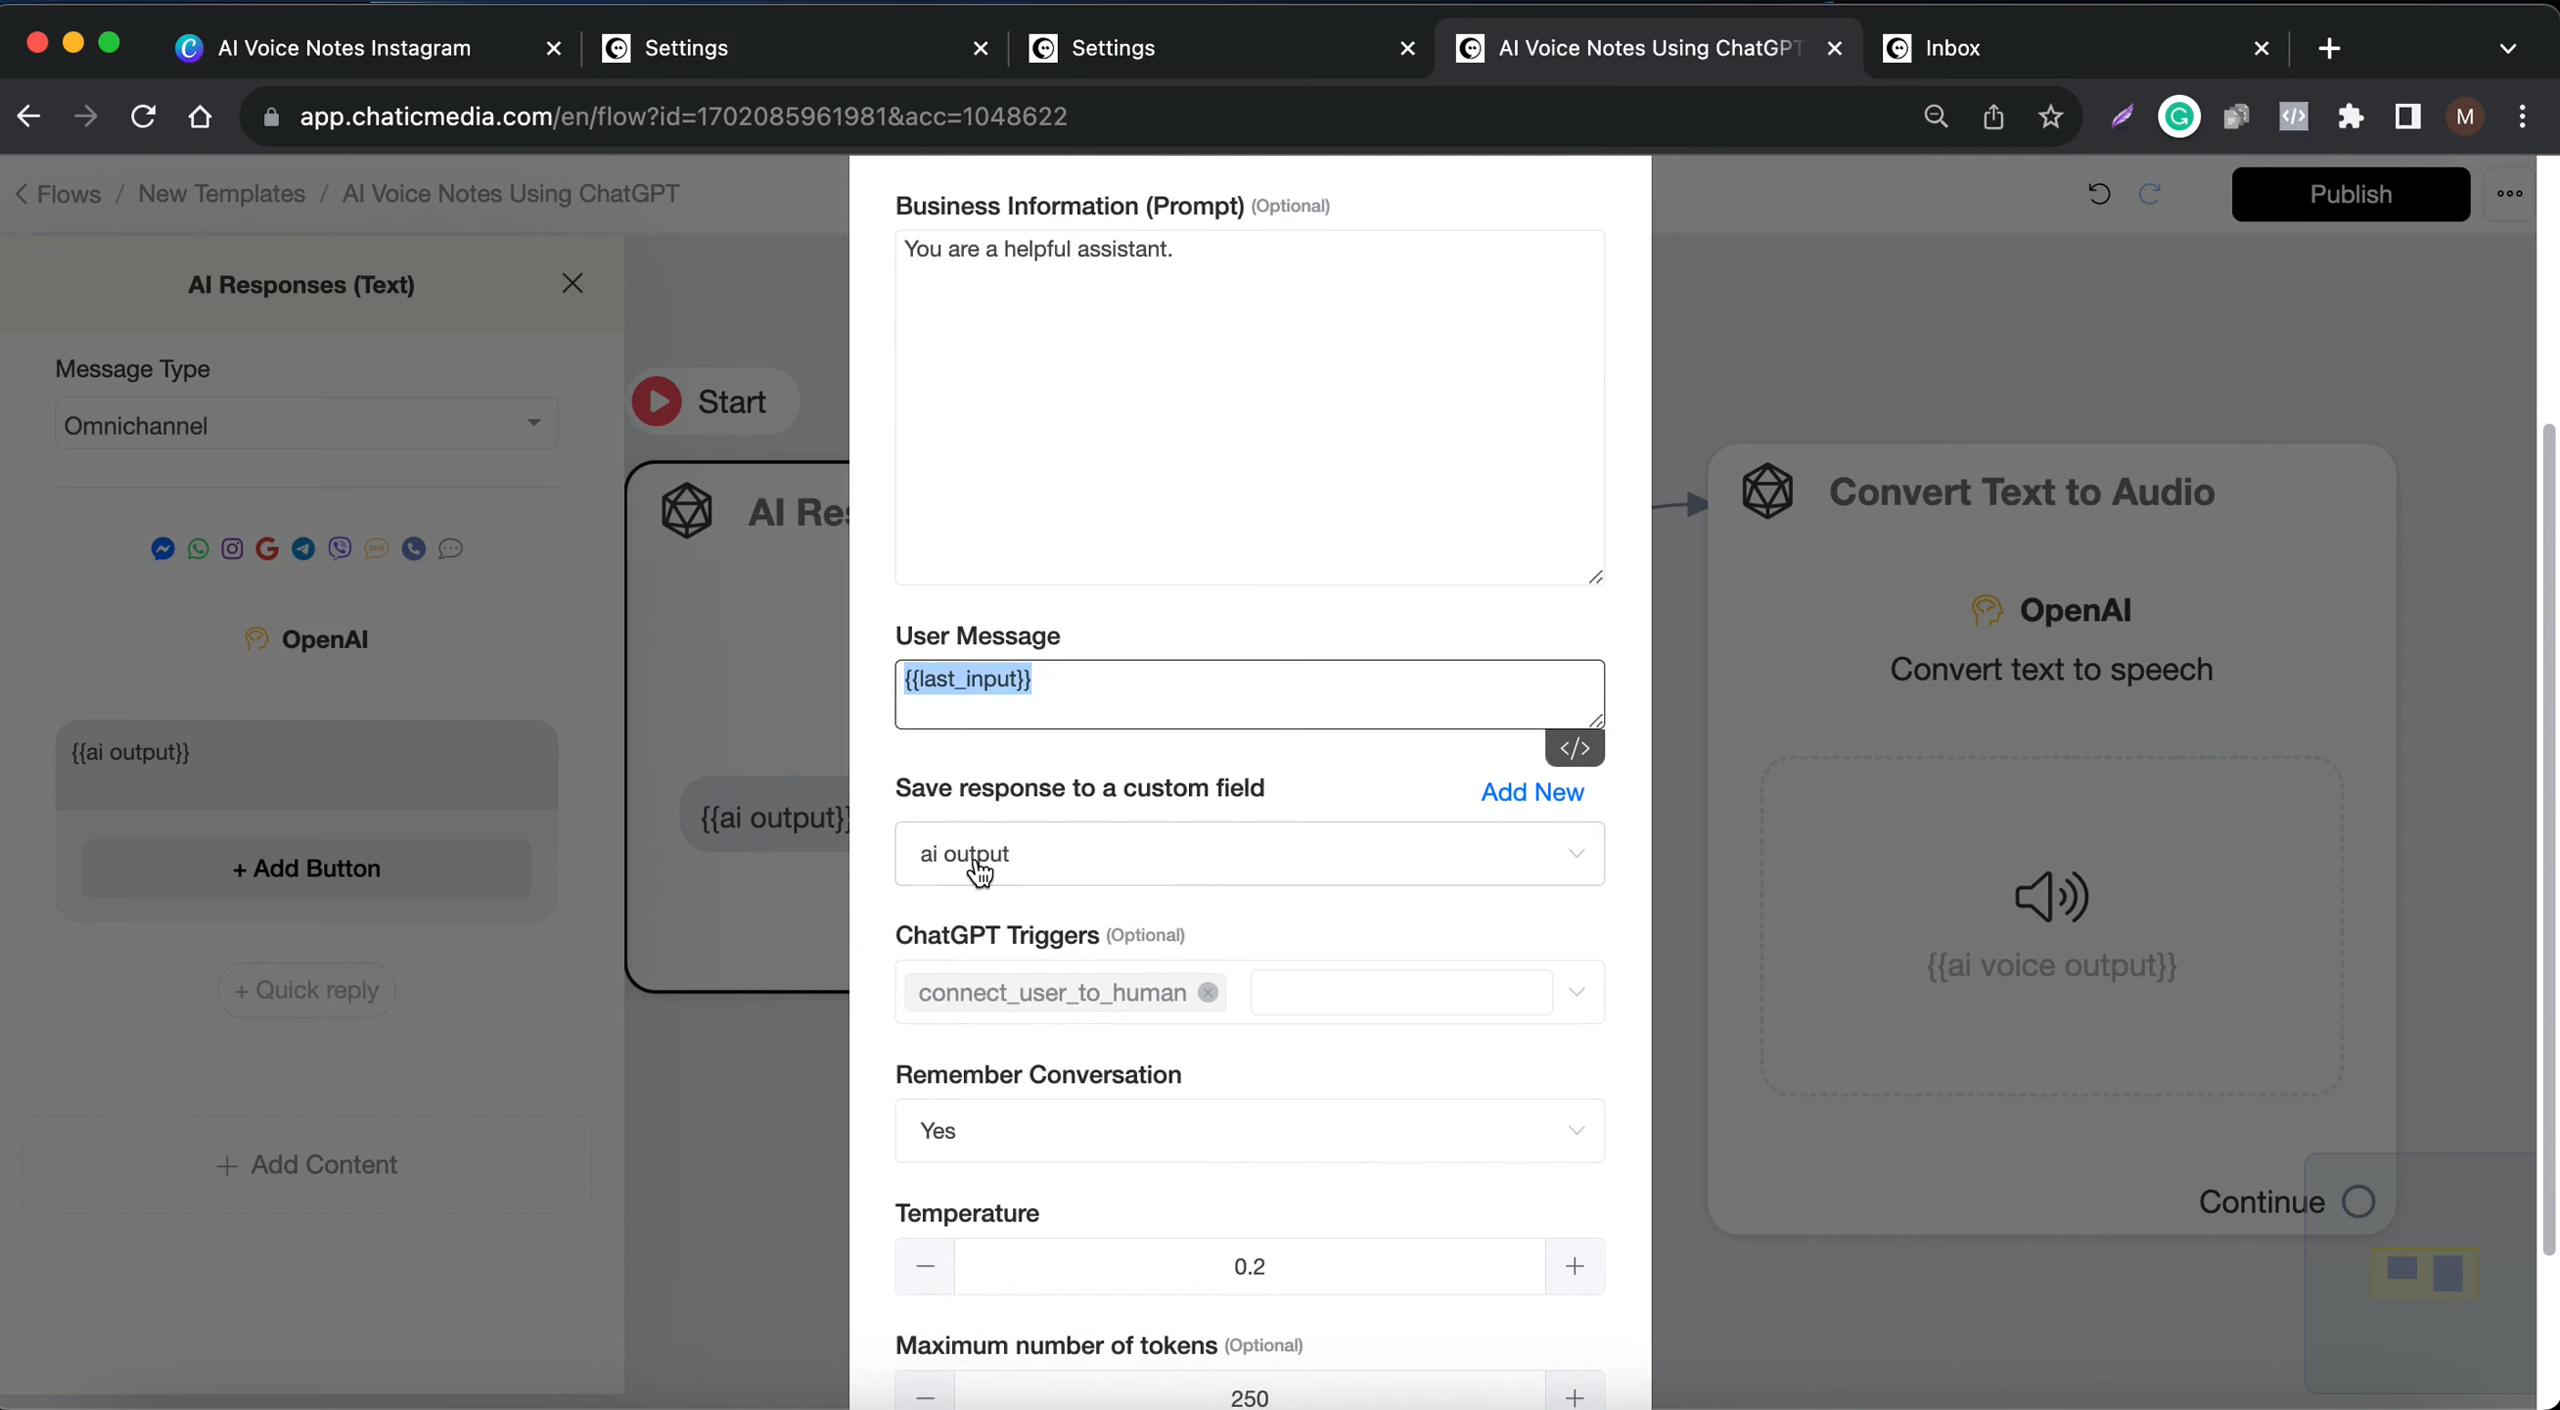 AI Voice Notes Instagram
Settings
Settings
AI Voice Notes Using ChatGPT
Inbox
app.chaticmedia.com/en/flow?id=1702085961981&acc=1048622
M
Flows / New Templates / AI Voice Notes Using ChatGPT
Publish
AI Responses (Text)
Message Type
Omnichannel
SMS
OpenAI
{{ai output}}
+ Add Button
+ Quick reply
+ Add Content
Start
AI Res
{{ai output}}
Business Information (Prompt) (Optional)
You are a helpful assistant.
User Message
{{last_input}}
</>
Save response to a custom field
Add New
ai output
ChatGPT Triggers (Optional)
connect_user_to_human
Remember Conversation
Yes
Temperature
0.2
Maximum number of tokens (Optional)
250
Convert Text to Audio
OpenAI
Convert text to speech
{{ai voice output}}
Continue